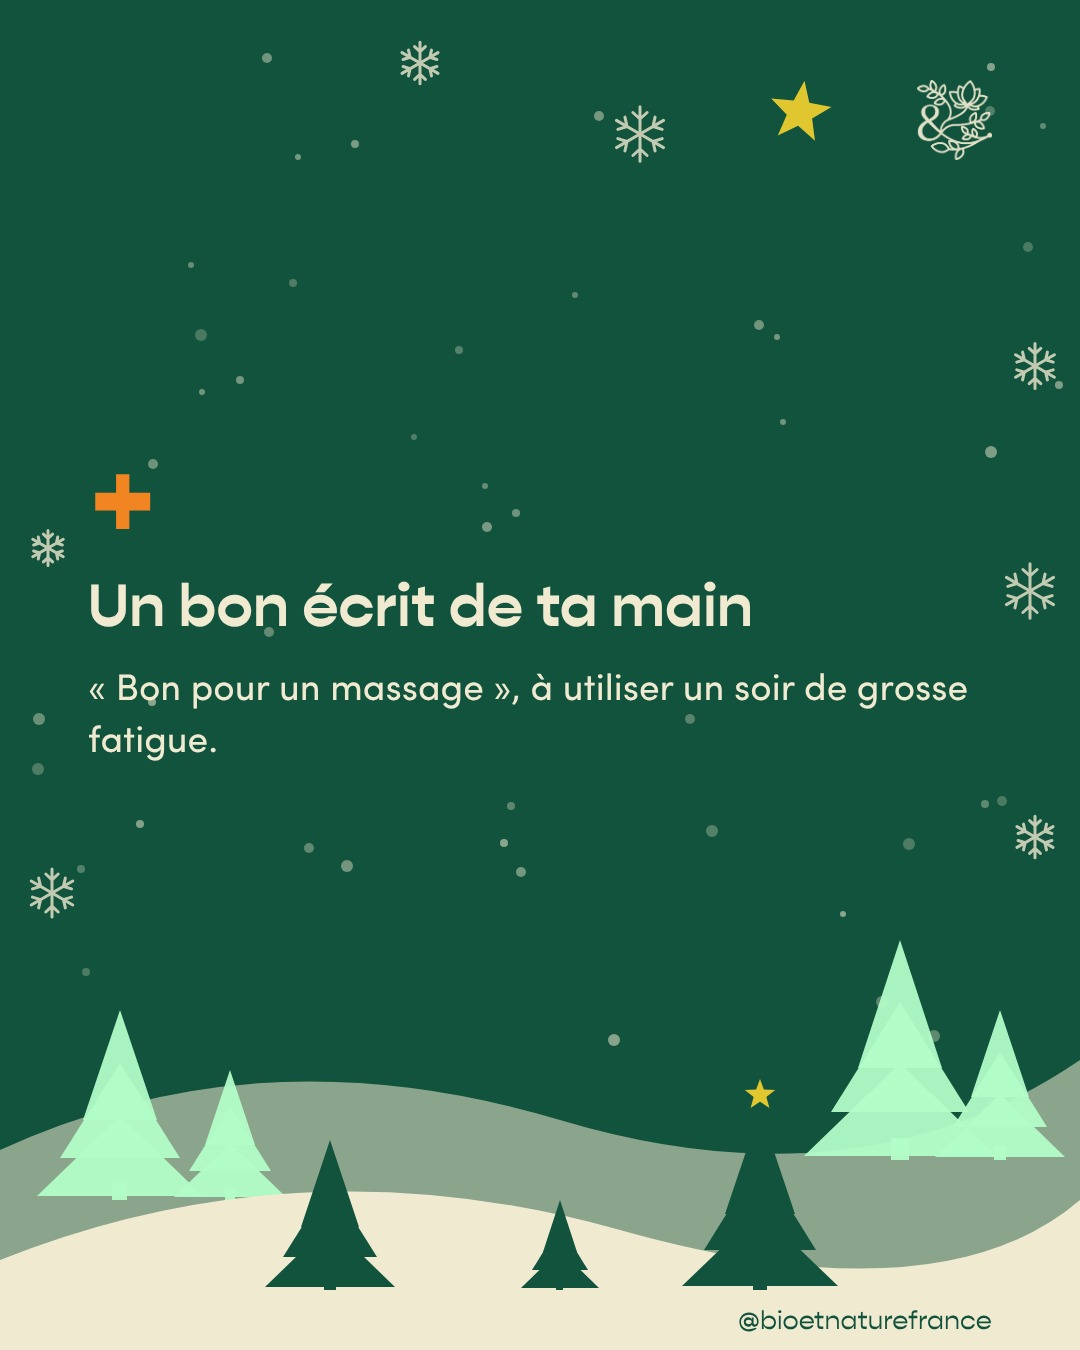 &
Un bon écrit de ta main
« Bon pour un massage », à utiliser un soir de grosse
fatigue.
@bioetnaturefrance